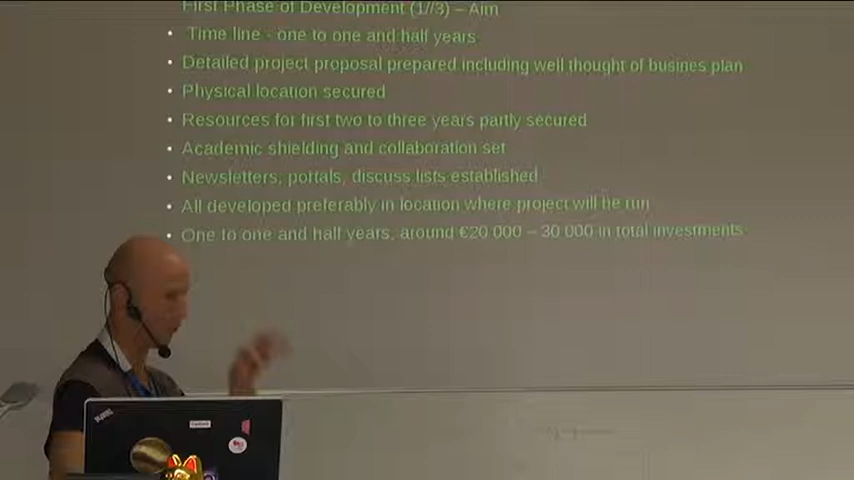 First Phase of Development (1//3) – Aim
• Time line - one to one and half years
• Detailed project proposal prepared including well thought of busines plan
• Physical location secured
• Resources for first two to three years partly secured
• Academic shielding and collaboration set
• Newsletters, portals, discuss lists established
• All developed preferably in location where project will be run
• One to one and half years, around €20 000 – 30 000 in total investments